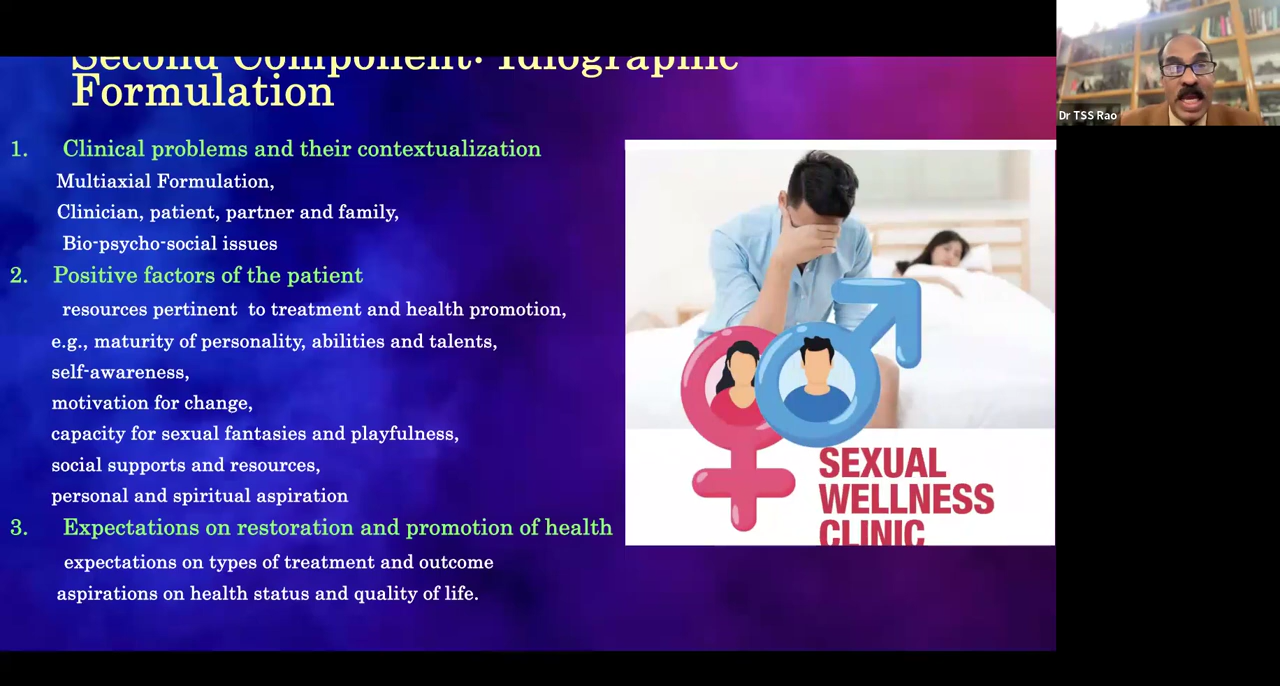 Second Component: Idiographic
Formulation
1. Clinical problems and their contextualization
Multiaxial Formulation,
Clinician, patient, partner and family,
Bio-psycho-social issues
2. Positive factors of the patient
resources pertinent to treatment and health promotion,
e.g., maturity of personality, abilities and talents,
self-awareness,
motivation for change,
capacity for sexual fantasies and playfulness,
social supports and resources,
personal and spiritual aspiration
3. Expectations on restoration and promotion of health
expectations on types of treatment and outcome
aspirations on health status and quality of life.
SEXUAL
WELLNESS
CLINIC
Dr TSS Rao